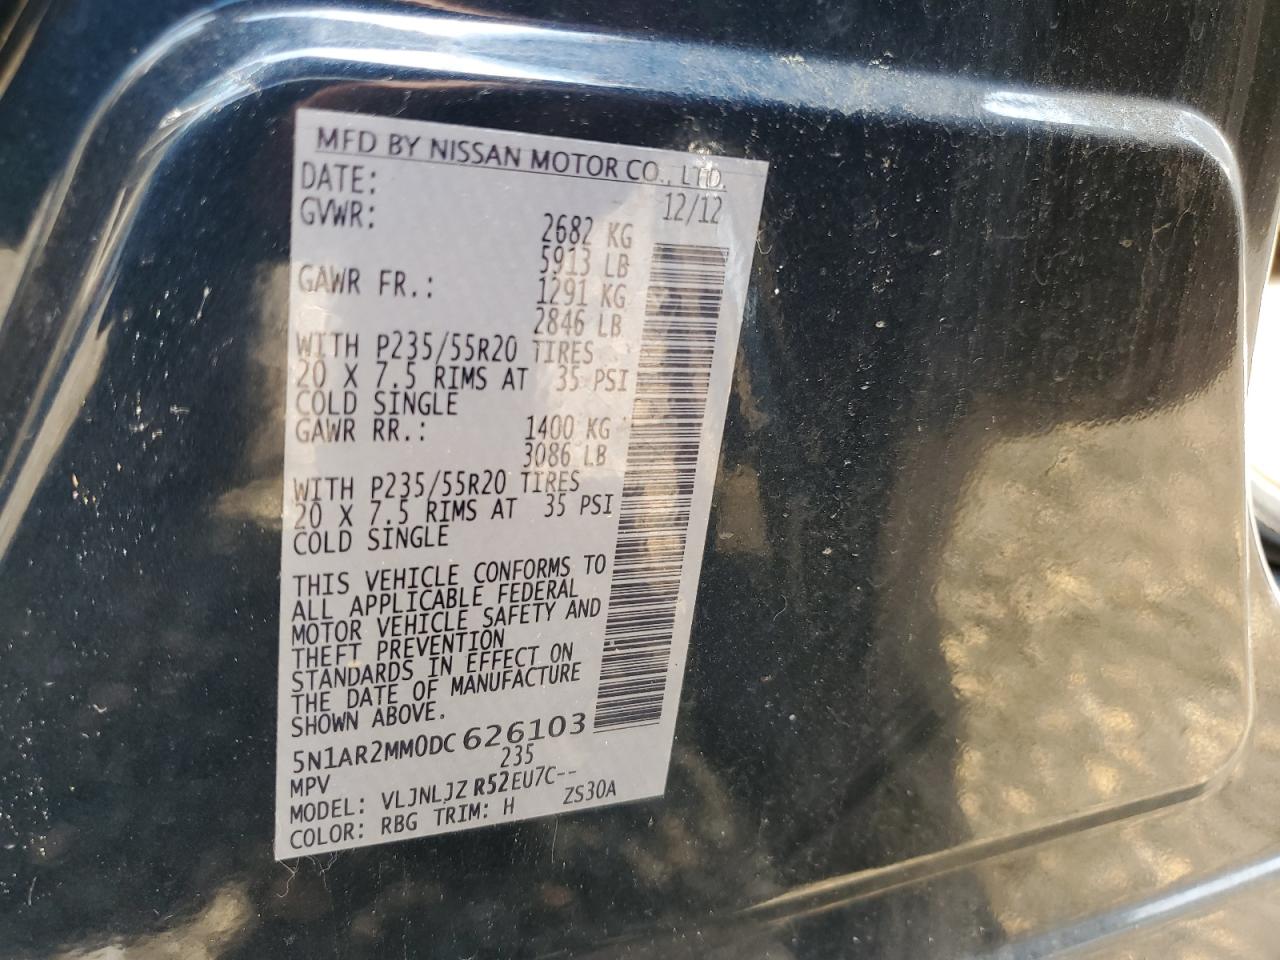 MFD BY NISSAN MOTOR CO., LTD.
DATE: 12/12
GVWR: 2682 KG
5913 LB
GAWR FR.: 1291 KG
2846 LB
WITH P235/55R20 TIRES
20 X 7.5 RIMS AT 35 PSI
COLD SINGLE
GAWR RR.: 1400 KG
3086 LB
WITH P235/55R20 TIRES
20 X 7.5 RIMS AT 35 PSI
COLD SINGLE
THIS VEHICLE CONFORMS TO
ALL APPLICABLE FEDERAL
MOTOR VEHICLE SAFETY AND
THEFT PREVENTION
STANDARDS IN EFFECT ON
THE DATE OF MANUFACTURE
SHOWN ABOVE.
5N1AR2MM0DC626103
MPV 235
MODEL: VLJNLJZ R52EU7C--
COLOR: RBG TRIM: H ZS30A